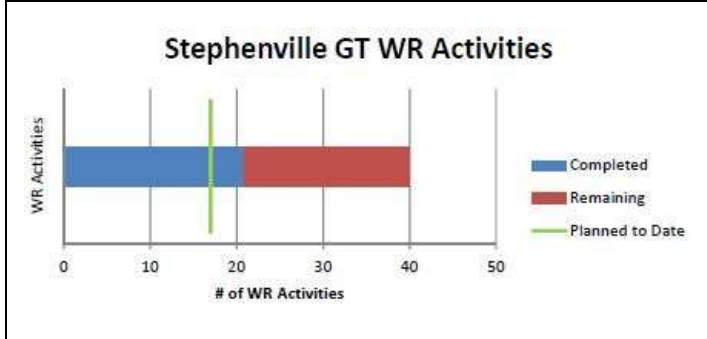 Stephenville GT WR Activities
WR Activities
Completed
Remaining
Planned to Date
0 10 20 30 40 50
# of WR Activities